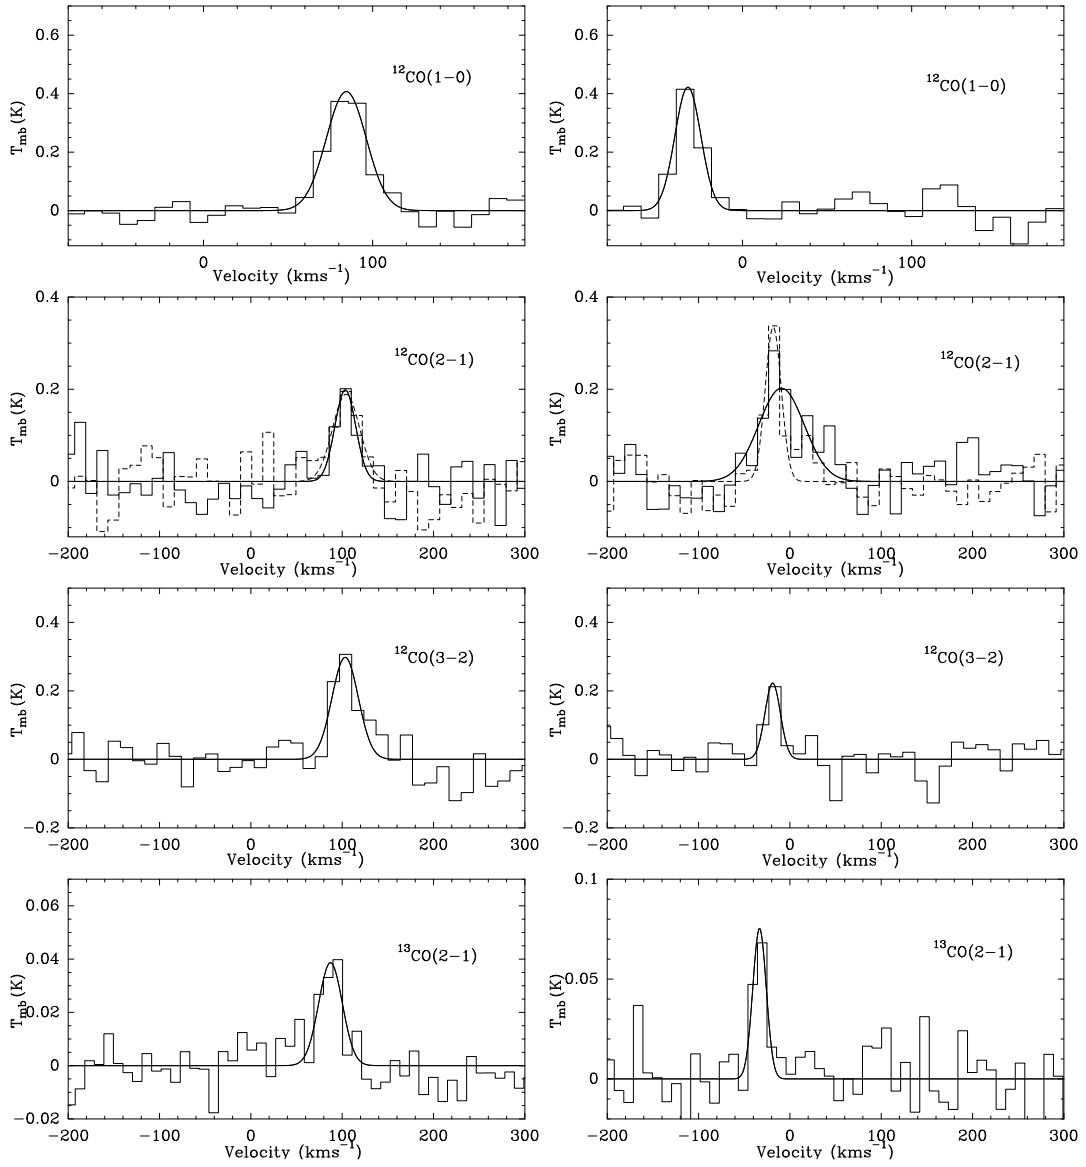 0.6 0.6
¹²CO(1−0) ¹²CO(1−0)
0.4 0.4
T_mb(K) T_mb(K)
0.2 0.2
0 0
0 100 0 100
Velocity (kms⁻¹) Velocity (kms⁻¹)
0.4 0.4
¹²CO(2−1) ¹²CO(2−1)
T_mb(K) T_mb(K)
0.2 0.2
0 0
−200 −100 0 100 200 300 −200 −100 0 100 200 300
Velocity (kms⁻¹) Velocity (kms⁻¹)
0.4 0.4
¹²CO(3−2) ¹²CO(3−2)
T_mb(K) T_mb(K)
0.2 0.2
0 0
−0.2 −0.2
−200 −100 0 100 200 300 −200 −100 0 100 200 300
Velocity (kms⁻¹) Velocity (kms⁻¹)
0.06 0.1
¹³CO(2−1) ¹³CO(2−1)
0.04 0.05
T_mb(K) T_mb(K)
0.02
0 0
−0.02
−200 −100 0 100 200 300 −200 −100 0 100 200 300
Velocity (kms⁻¹) Velocity (kms⁻¹)